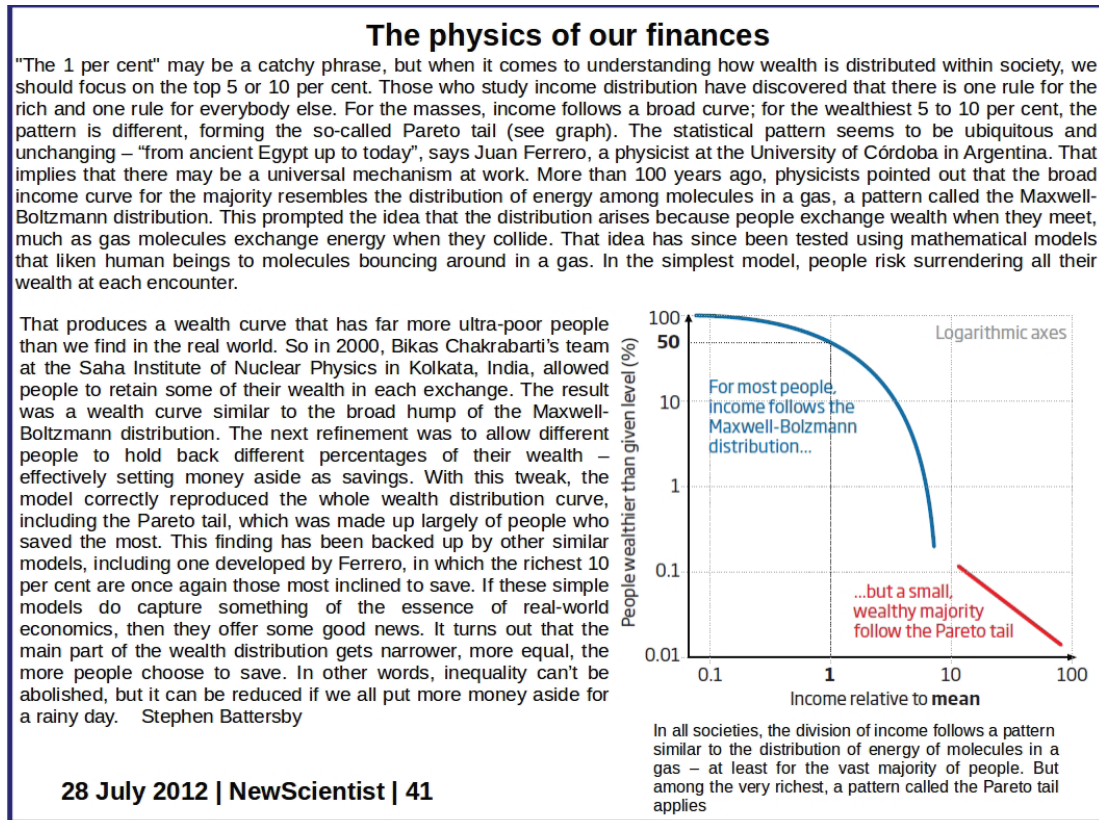 The physics of our finances
"The 1 per cent" may be a catchy phrase, but when it comes to understanding how wealth is distributed within society, we
should focus on the top 5 or 10 per cent. Those who study income distribution have discovered that there is one rule for the
rich and one rule for everybody else. For the masses, income follows a broad curve; for the wealthiest 5 to 10 per cent, the
pattern is different, forming the so-called Pareto tail (see graph). The statistical pattern seems to be ubiquitous and
unchanging – “from ancient Egypt up to today”, says Juan Ferrero, a physicist at the University of Córdoba in Argentina. That
implies that there may be a universal mechanism at work. More than 100 years ago, physicists pointed out that the broad
income curve for the majority resembles the distribution of energy among molecules in a gas, a pattern called the Maxwell-
Boltzmann distribution. This prompted the idea that the distribution arises because people exchange wealth when they meet,
much as gas molecules exchange energy when they collide. That idea has since been tested using mathematical models
that liken human beings to molecules bouncing around in a gas. In the simplest model, people risk surrendering all their
wealth at each encounter.
That produces a wealth curve that has far more ultra-poor people
than we find in the real world. So in 2000, Bikas Chakrabarti’s team
at the Saha Institute of Nuclear Physics in Kolkata, India, allowed
people to retain some of their wealth in each exchange. The result
was a wealth curve similar to the broad hump of the Maxwell-
Boltzmann distribution. The next refinement was to allow different
people to hold back different percentages of their wealth –
effectively setting money aside as savings. With this tweak, the
model correctly reproduced the whole wealth distribution curve,
including the Pareto tail, which was made up largely of people who
saved the most. This finding has been backed up by other similar
models, including one developed by Ferrero, in which the richest 10
per cent are once again those most inclined to save. If these simple
models do capture something of the essence of real-world
economics, then they offer some good news. It turns out that the
main part of the wealth distribution gets narrower, more equal, the
more people choose to save. In other words, inequality can’t be
abolished, but it can be reduced if we all put more money aside for
a rainy day. Stephen Battersby
28 July 2012 | NewScientist | 41
People wealthier than given level (%)
100
50
10
1
0.1
0.01
Logarithmic axes
For most people,
income follows the
Maxwell-Bolzmann
distribution...
...but a small,
wealthy majority
follow the Pareto tail
0.1
1
10
100
Income relative to mean
In all societies, the division of income follows a pattern
similar to the distribution of energy of molecules in a
gas – at least for the vast majority of people. But
among the very richest, a pattern called the Pareto tail
applies